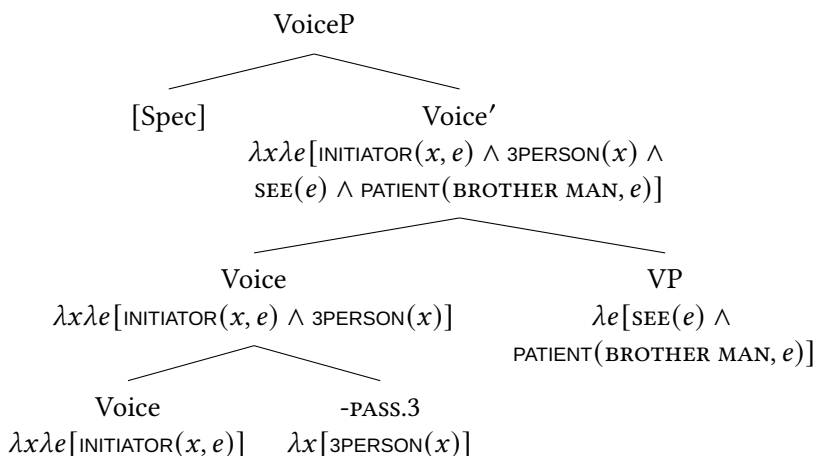 VoiceP
[Spec] Voice′
λxλe[INITIATOR(x, e) ∧ 3PERSON(x) ∧
SEE(e) ∧ PATIENT(BROTHER MAN, e)]
Voice VP
λxλe[INITIATOR(x, e) ∧ 3PERSON(x)] λe[SEE(e) ∧
PATIENT(BROTHER MAN, e)]
Voice -PASS.3
λxλe[INITIATOR(x, e)] λx[3PERSON(x)]